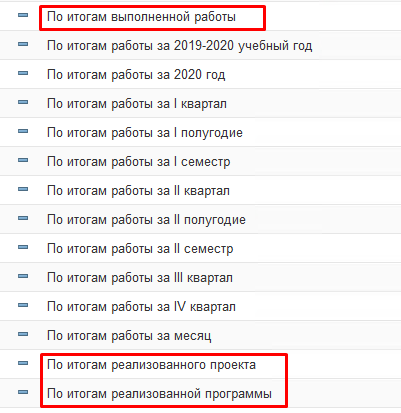 По итогам выполненной работы
По итогам работы за 2019-2020 учебный год
По итогам работы за 2020 год
По итогам работы за I квартал
По итогам работы за I полугодие
По итогам работы за I семестр
По итогам работы за II квартал
По итогам работы за II полугодие
По итогам работы за II семестр
По итогам работы за III квартал
По итогам работы за IV квартал
По итогам работы за месяц
По итогам реализованного проекта
По итогам реализованной программы